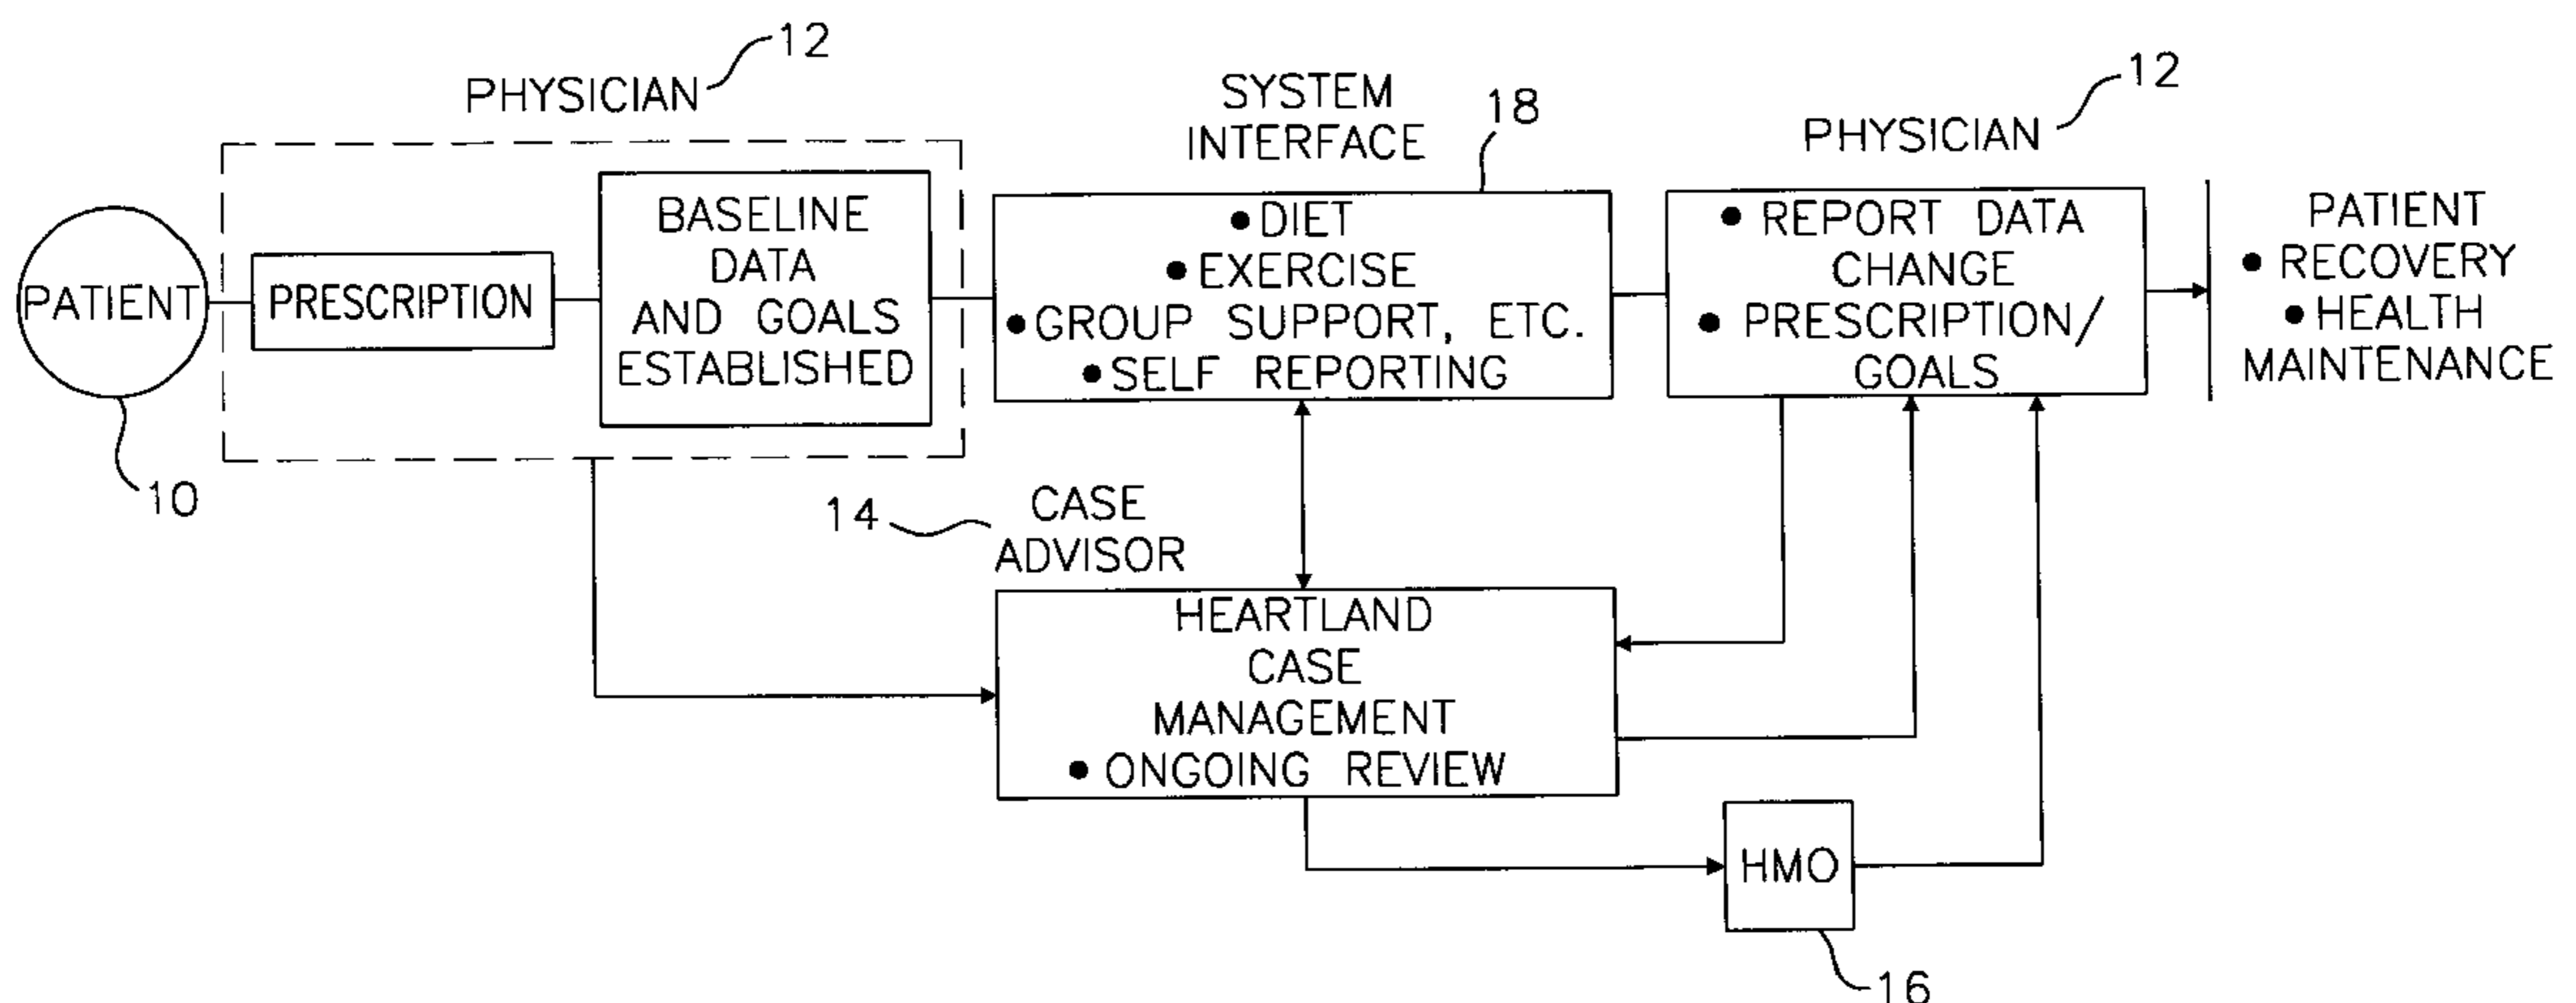 12
PHYSICIAN
PATIENT
10
PRESCRIPTION
BASELINE
DATA
AND GOALS
ESTABLISHED
SYSTEM
INTERFACE
18
• DIET
• EXERCISE
• GROUP SUPPORT, ETC.
• SELF REPORTING
12
PHYSICIAN
• REPORT DATA
CHANGE
• PRESCRIPTION/
GOALS
PATIENT
• RECOVERY
• HEALTH
MAINTENANCE
14
CASE
ADVISOR
HEARTLAND
CASE
MANAGEMENT
• ONGOING REVIEW
HMO
16